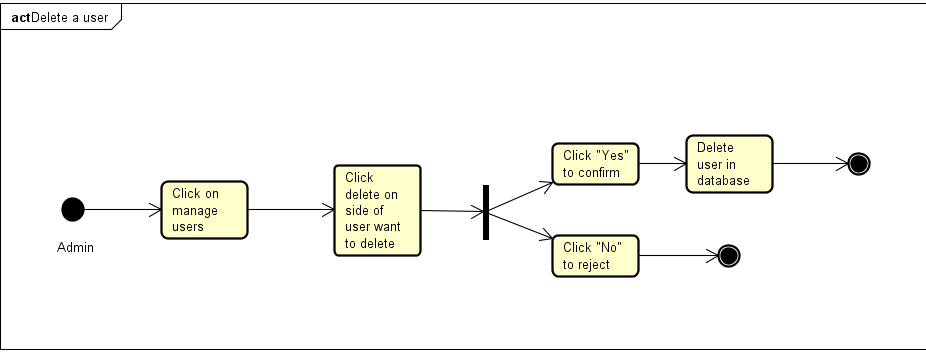 actDelete a user
Click on
manage
users
Admin
Click
delete on
side of
user want
to delete
Click "Yes"
to confirm
Delete
user in
database
Click "No"
to reject